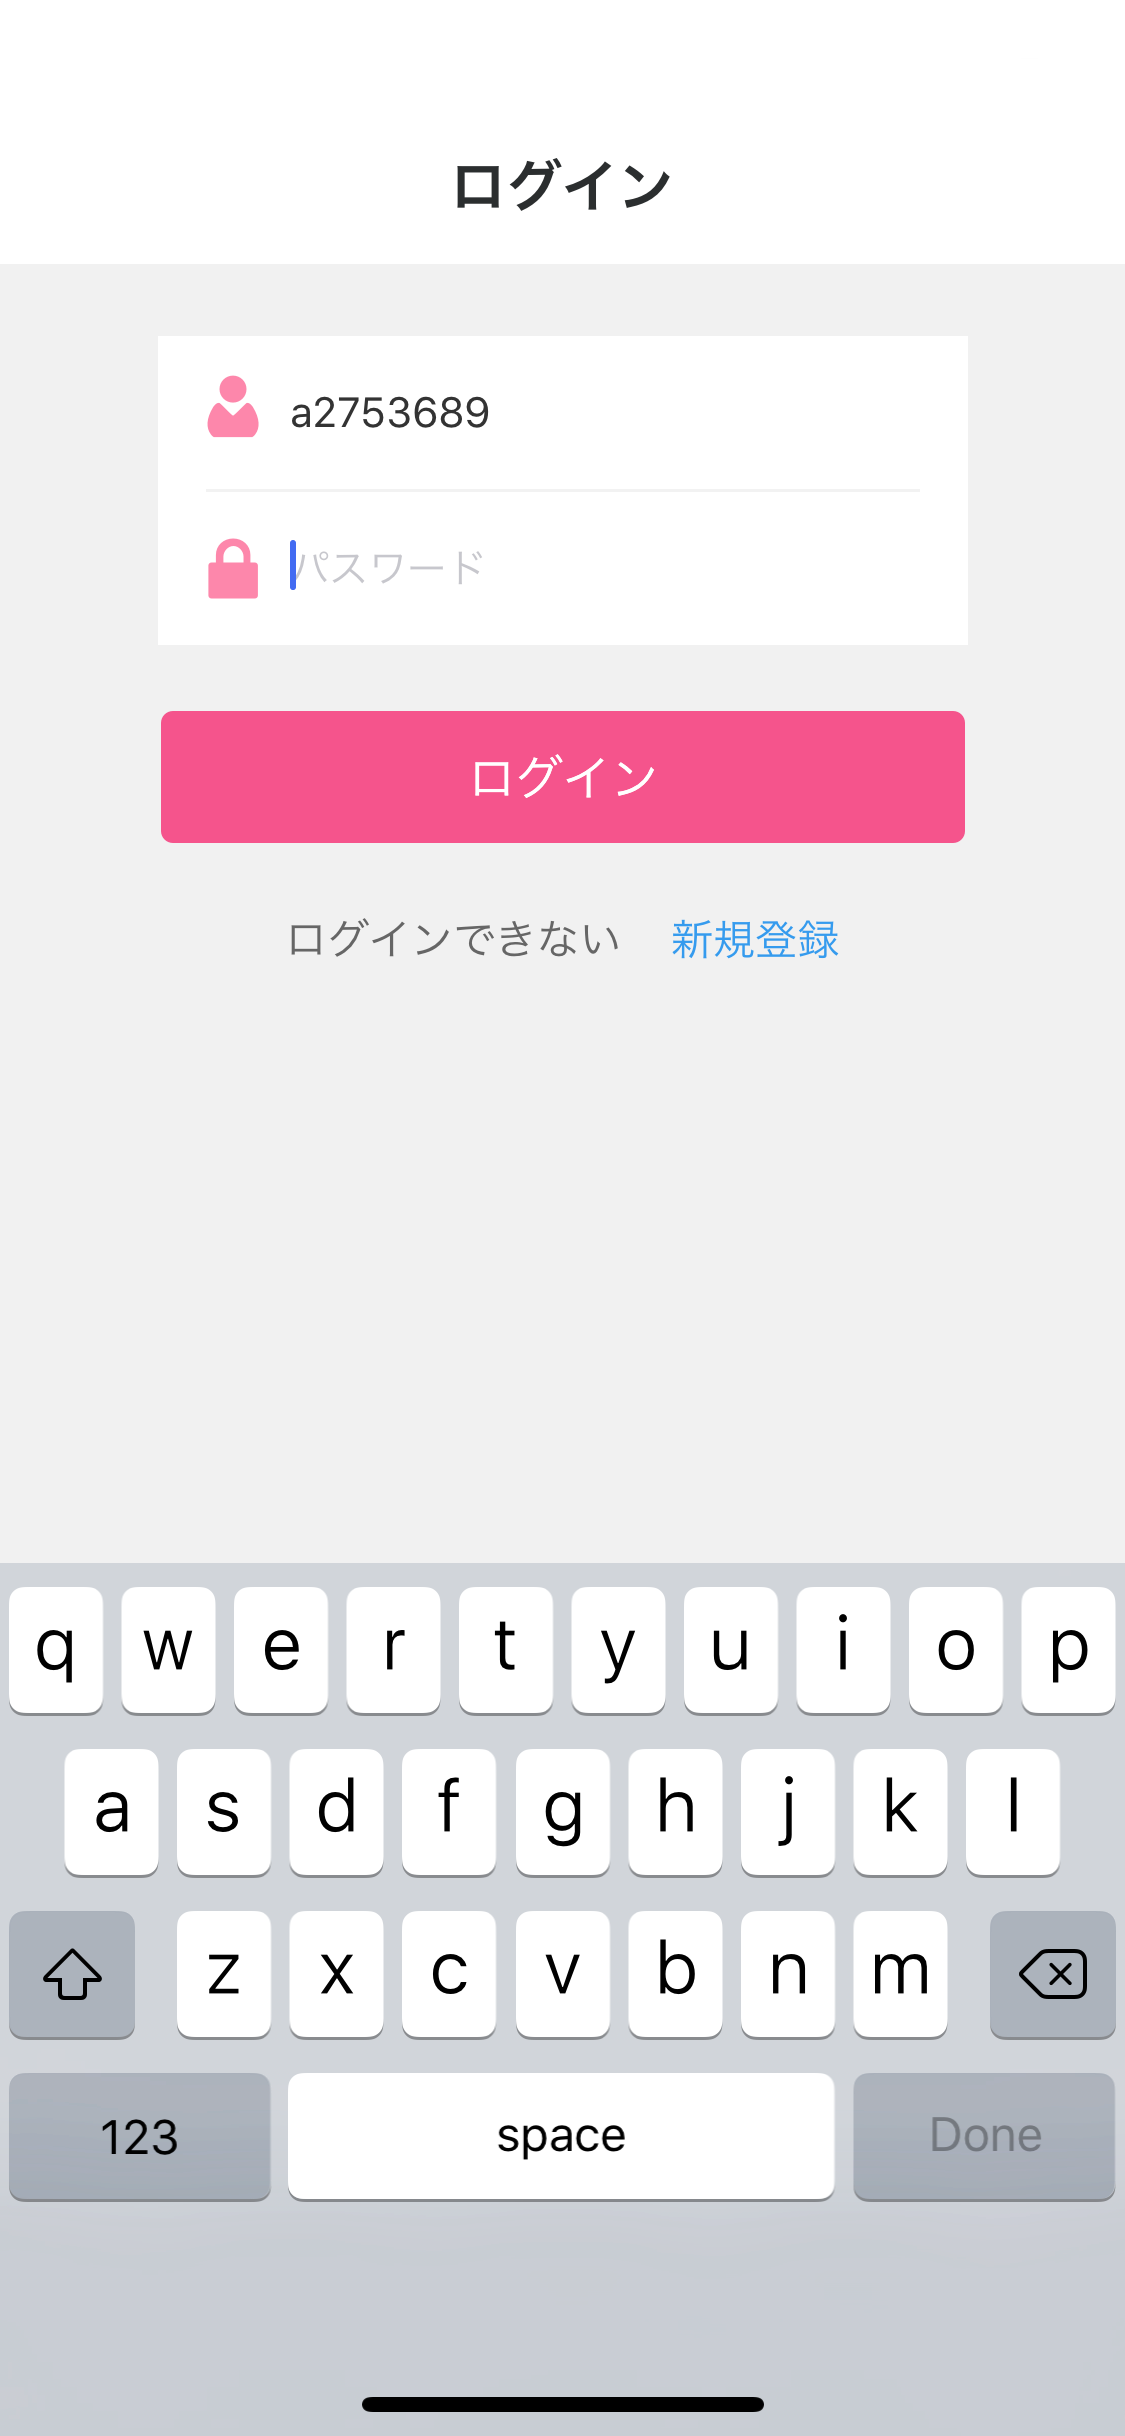 ログイン
a2753689
パスワード
ログイン
ログインできない 新規登録
q w e r t y u i o p
a s d f g h j k l
z x c v b n m
123 space Done